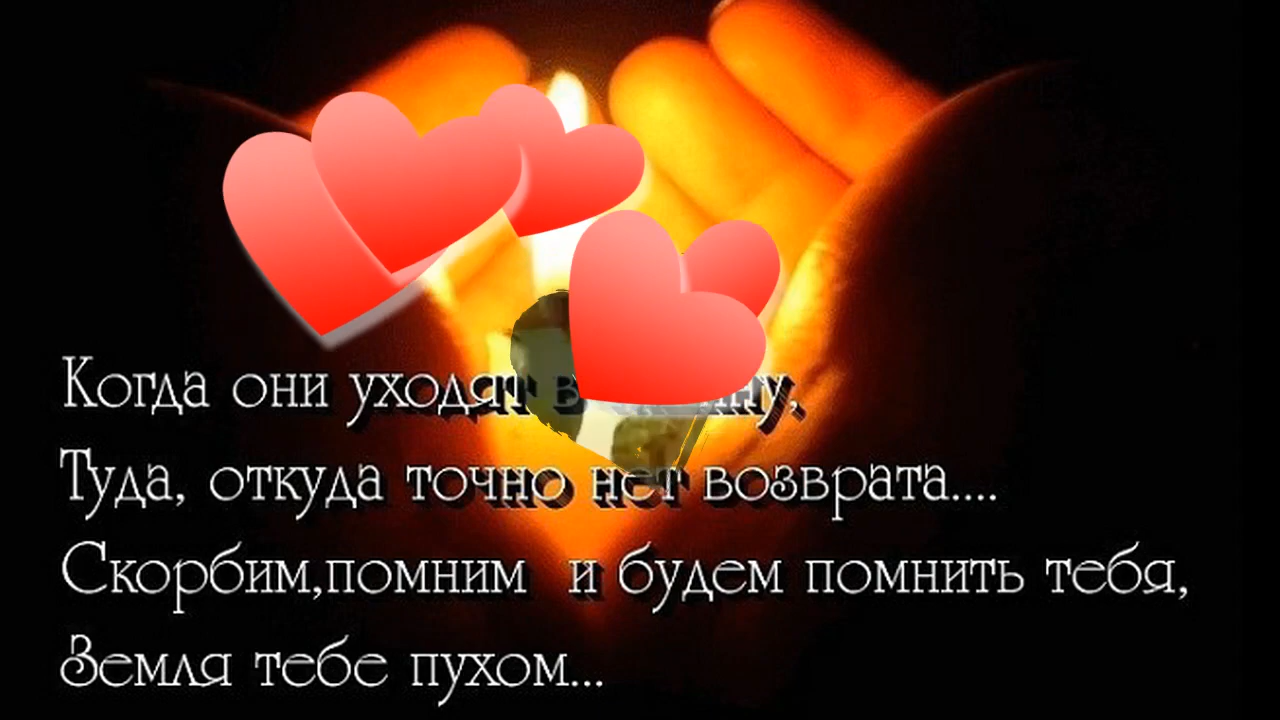 Когда они уходят в
Туда, откуда точно нет возврата....
Скорбим,помним и будем помнить тебя,
Земля тебе пухом...